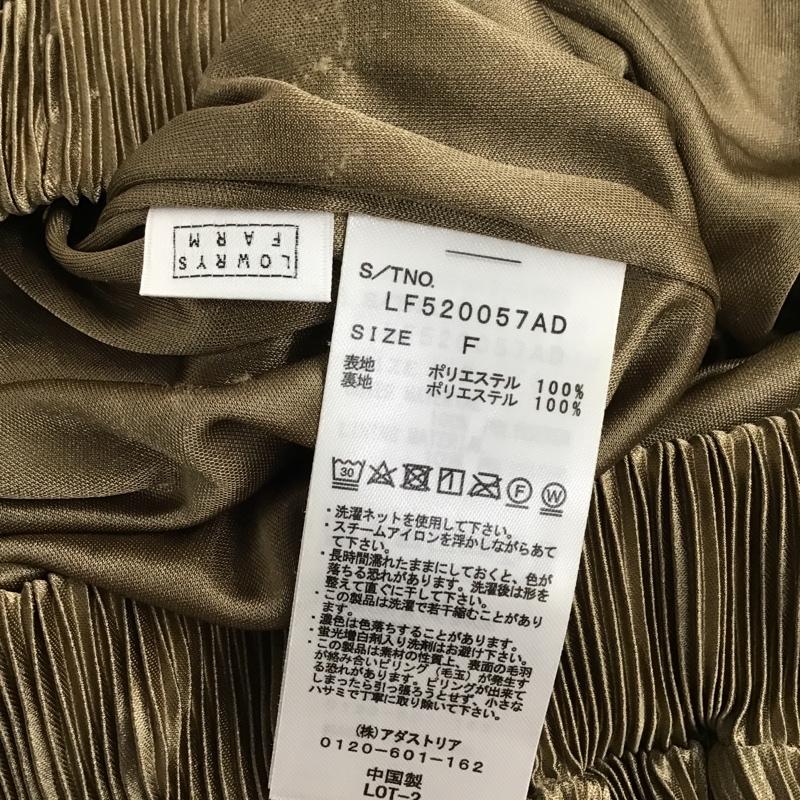 LOWRYS
FARM
S/TNO.
LF520057AD
SIZE F
表地 ポリエステル 100%
裏地 ポリエステル 100%
30
F W
・洗濯ネットを使用して下さい。
・スチームアイロンを浮かしながらあて
て下さい。
・長時間濡れたままにしておくと、色が
落ちる恐れがあります。洗濯後は形を
整えて直ぐに干して下さい。
・この製品は洗濯で若干縮むことがあり
ます。
・濃色は色落ちすることがあります。
・蛍光増白剤入り洗剤はお避け下さい。
・この製品は素材の性質上、表面の毛羽
が絡み合いピリング（毛玉）が発生す
る恐れがあります。ピリングが出来て
しまったら引っ張ろうとせず、小さな
ハサミで丁寧に取り除いて下さい。
(株)アダストリア
0120-601-162
中国製
LOT-2